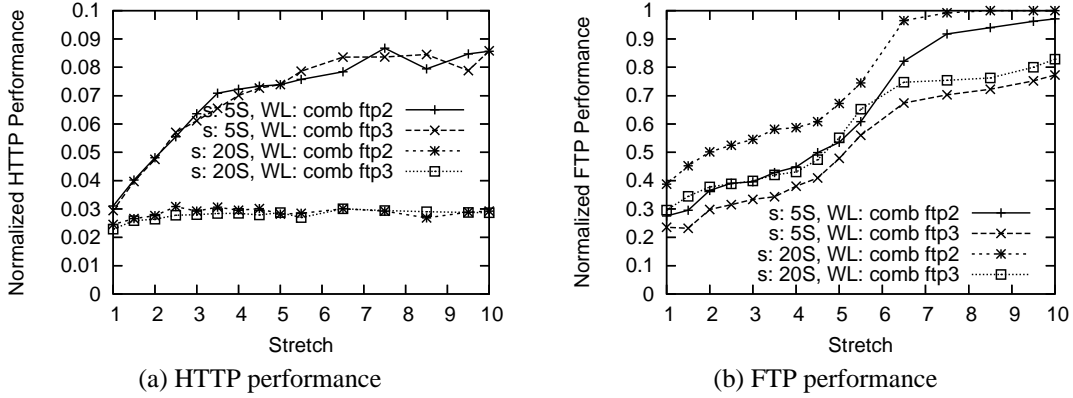 Normalized HTTP Performance
0.1
0.09
0.08
0.07
0.06
0.05
0.04
0.03
0.02
0.01
0
s: 5S, WL: comb ftp2
s: 5S, WL: comb ftp3
s: 20S, WL: comb ftp2
s: 20S, WL: comb ftp3
1 2 3 4 5 6 7 8 9 10
Stretch
(a) HTTP performance
Normalized FTP Performance
1
0.9
0.8
0.7
0.6
0.5
0.4
0.3
0.2
0.1
0
s: 5S, WL: comb ftp2
s: 5S, WL: comb ftp3
s: 20S, WL: comb ftp2
s: 20S, WL: comb ftp3
1 2 3 4 5 6 7 8 9 10
Stretch
(b) FTP performance